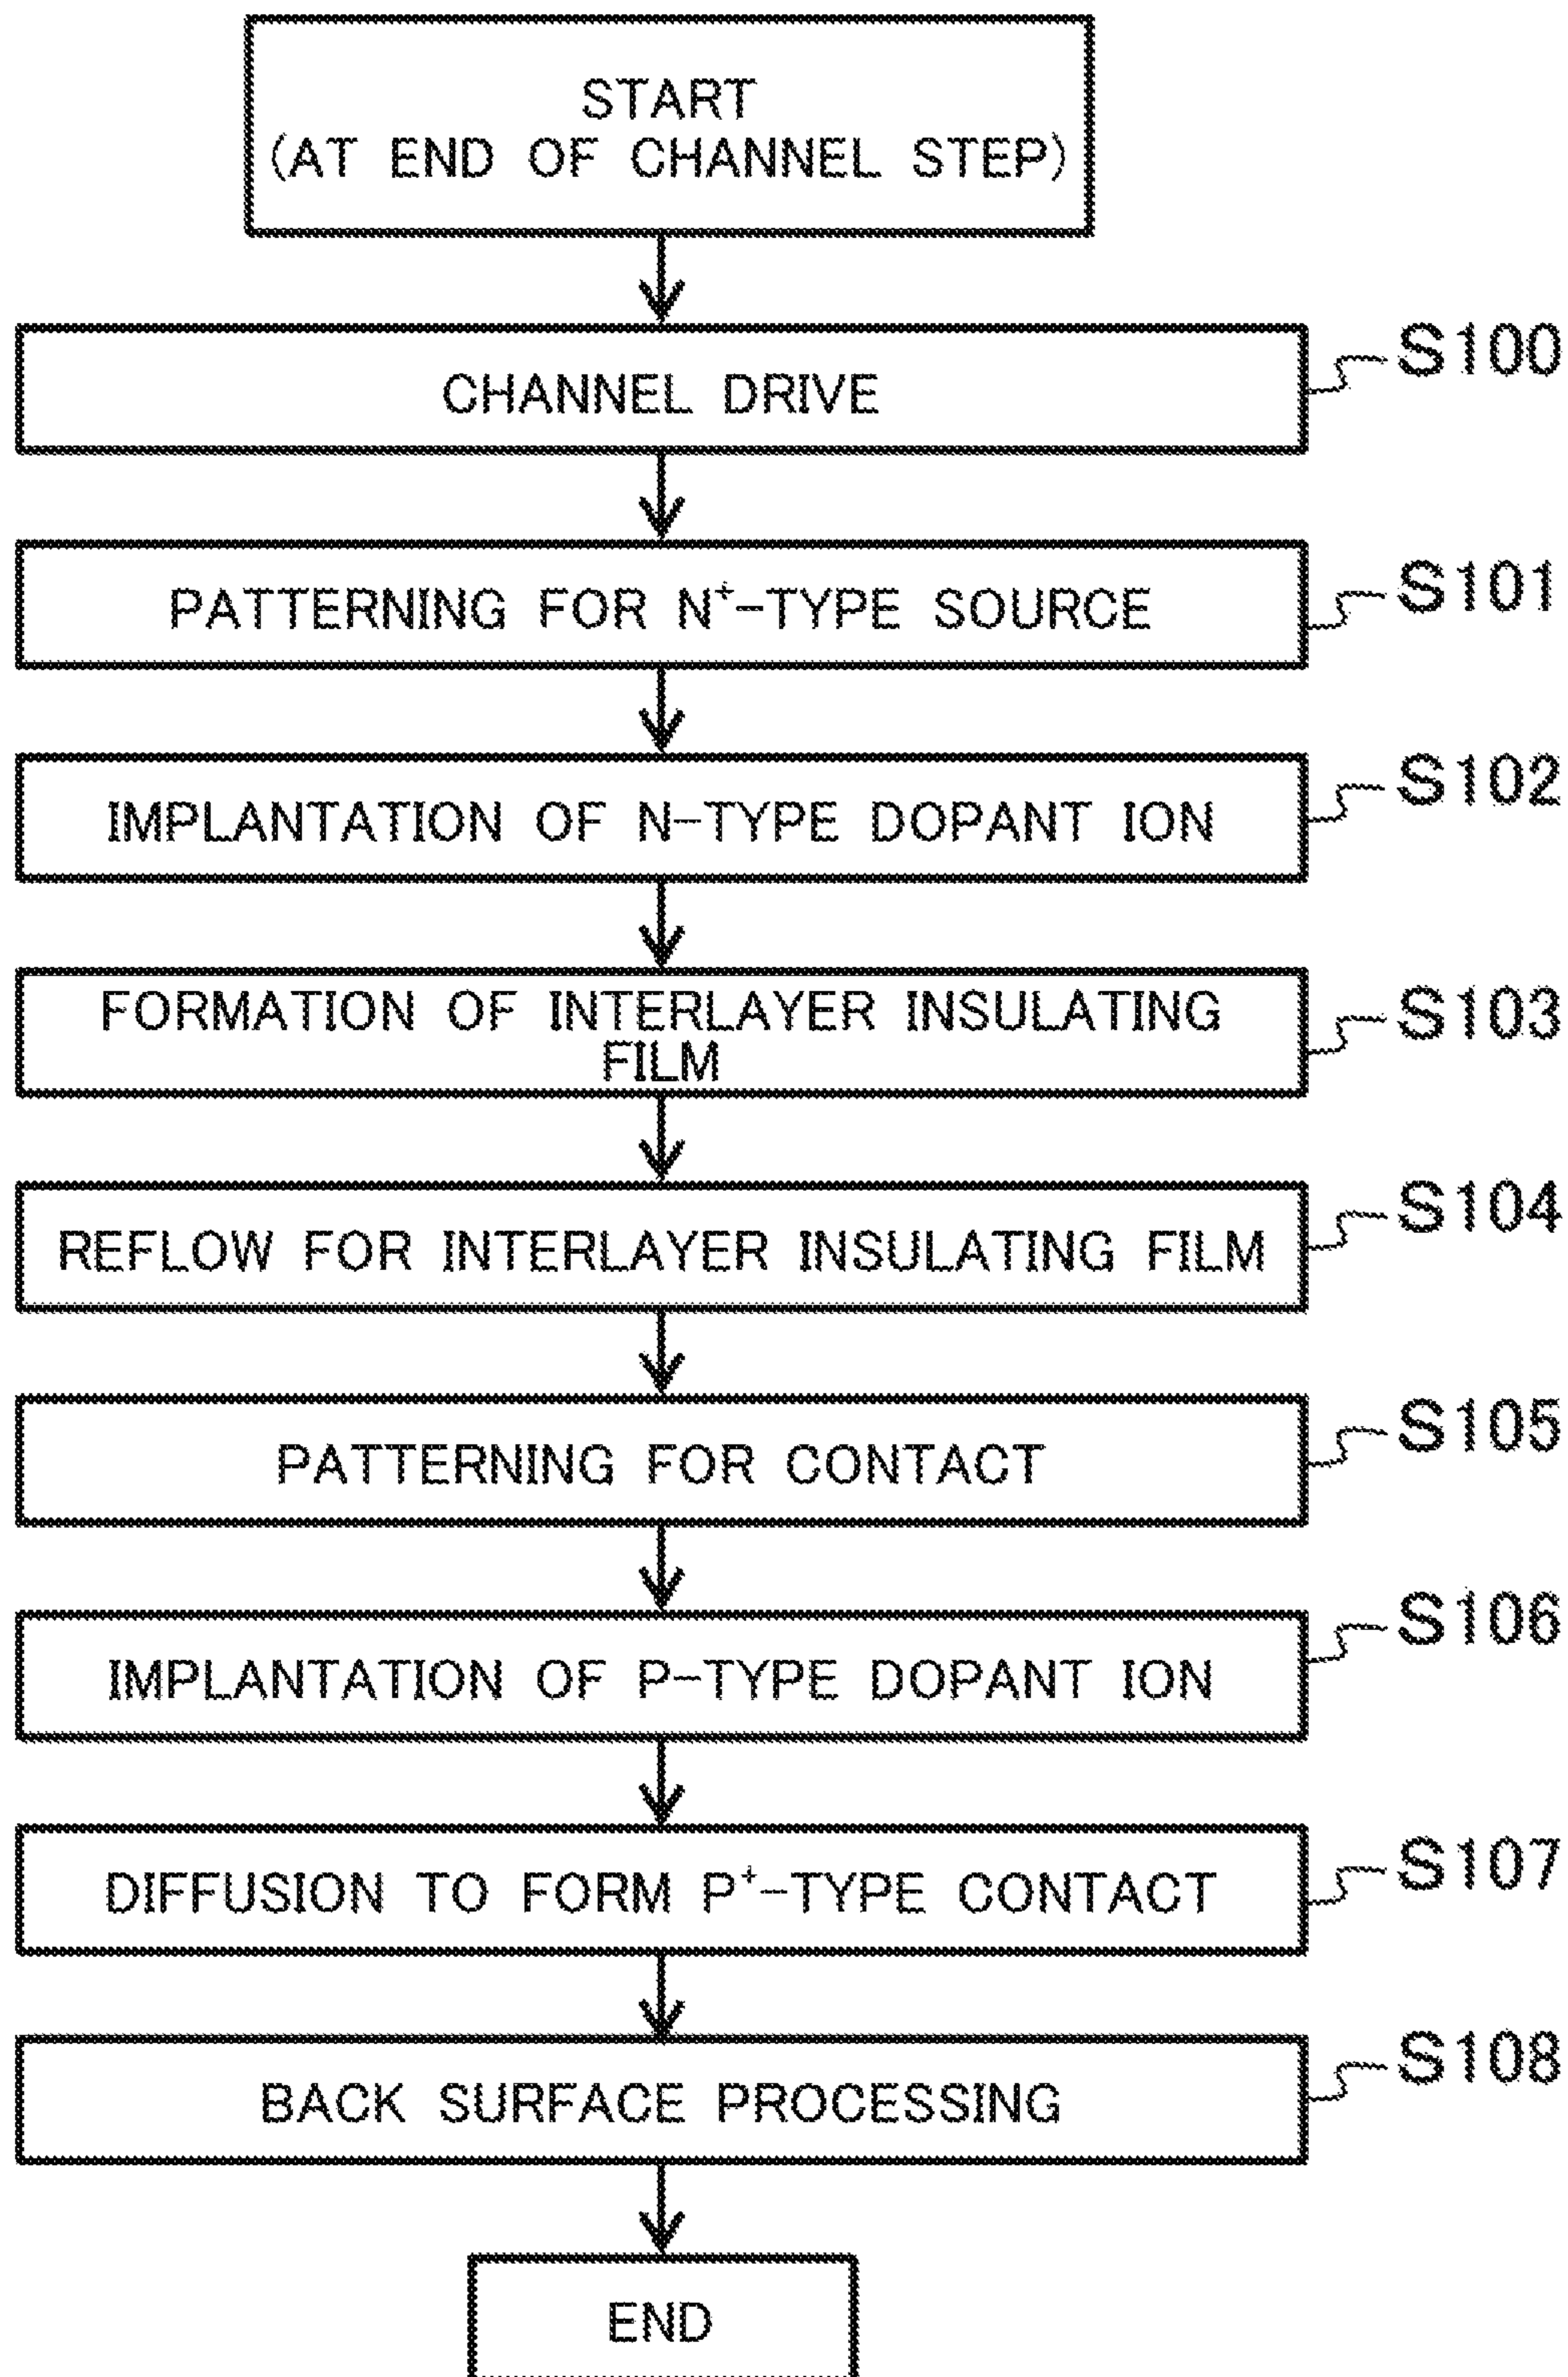 START
(AT END OF CHANNEL STEP)
CHANNEL DRIVE
S100
PATTERNING FOR N⁺-TYPE SOURCE
S101
IMPLANTATION OF N-TYPE DOPANT ION
S102
FORMATION OF INTERLAYER INSULATING
FILM
S103
REFLOW FOR INTERLAYER INSULATING FILM
S104
PATTERNING FOR CONTACT
S105
IMPLANTATION OF P-TYPE DOPANT ION
S106
DIFFUSION TO FORM P⁺-TYPE CONTACT
S107
BACK SURFACE PROCESSING
S108
END